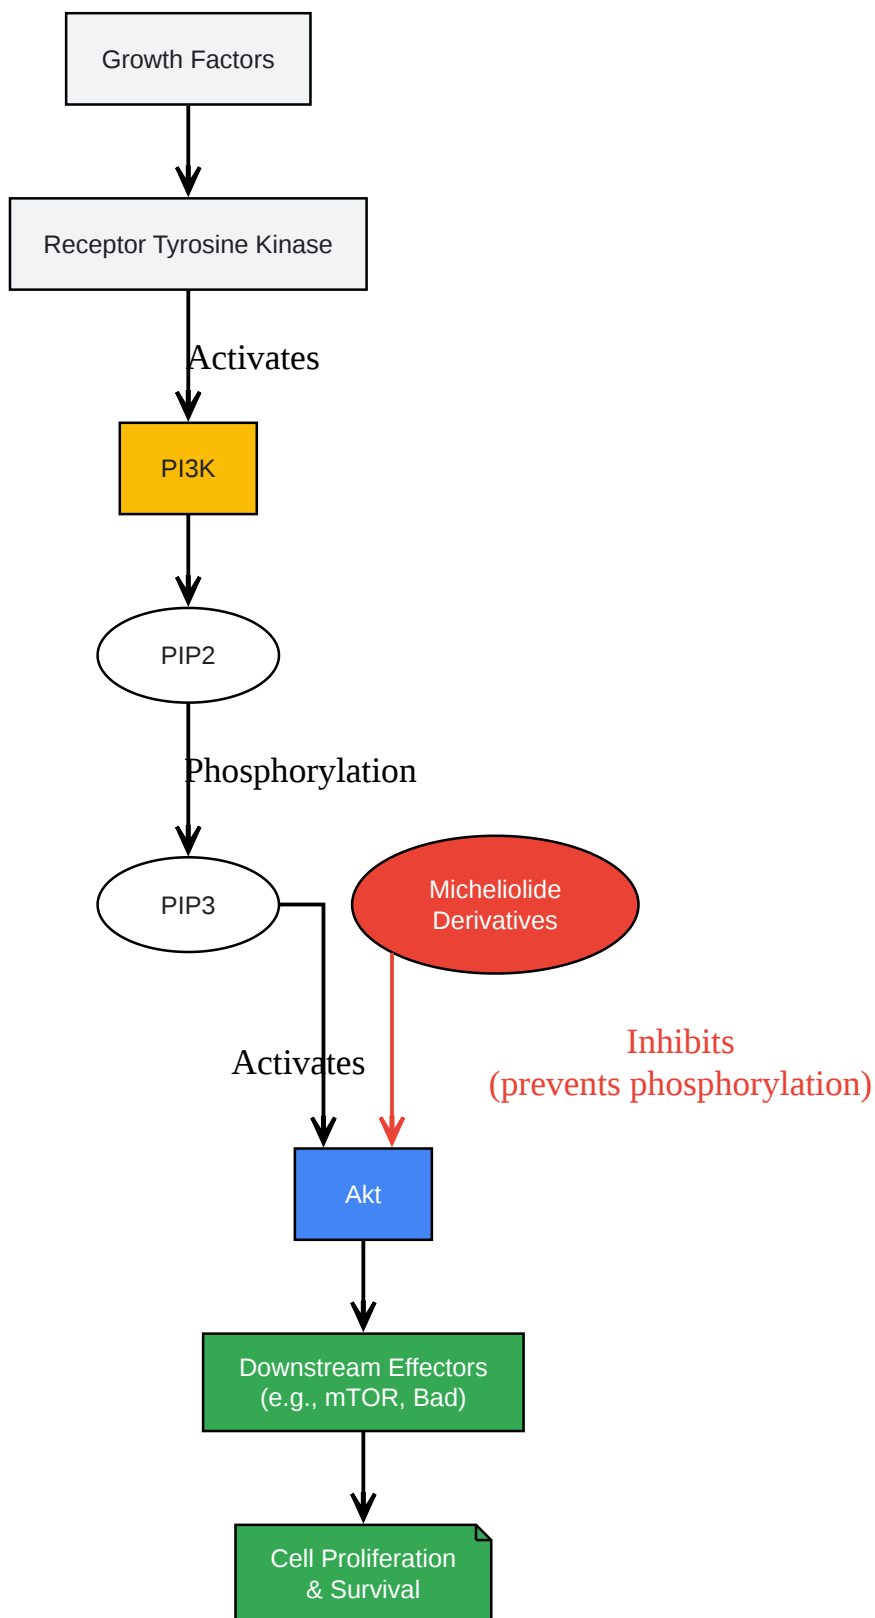 Growth Factors
Receptor Tyrosine Kinase
Activates
PI3K
PIP2
Phosphorylation
PIP3
Micheliolide
Derivatives
Activates
Inhibits
(prevents phosphorylation)
Akt
Downstream Effectors
(e.g., mTOR, Bad)
Cell Proliferation
& Survival